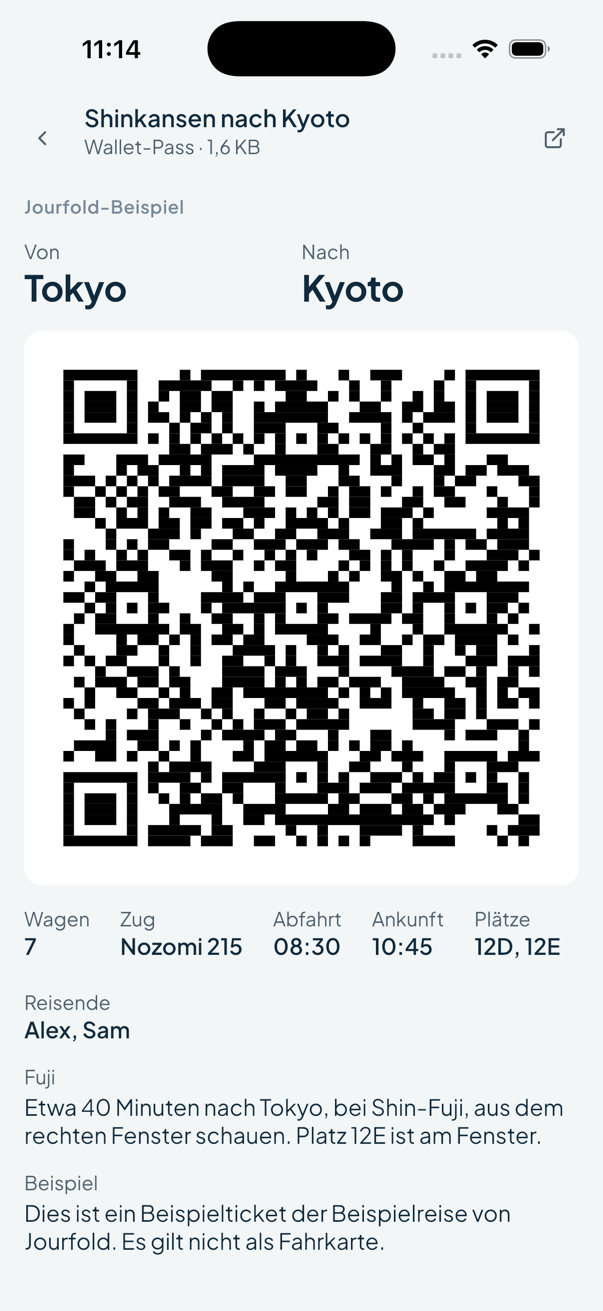 11:14
Shinkansen nach Kyoto
Wallet-Pass · 1,6 KB
Jourfold-Beispiel
Von
Tokyo
Nach
Kyoto
Wagen
7
Zug
Nozomi 215
Abfahrt
08:30
Ankunft
10:45
Plätze
12D, 12E
Reisende
Alex, Sam
Fuji
Etwa 40 Minuten nach Tokyo, bei Shin-Fuji, aus dem
rechten Fenster schauen. Platz 12E ist am Fenster.
Beispiel
Dies ist ein Beispielticket der Beispielreise von
Jourfold. Es gilt nicht als Fahrkarte.